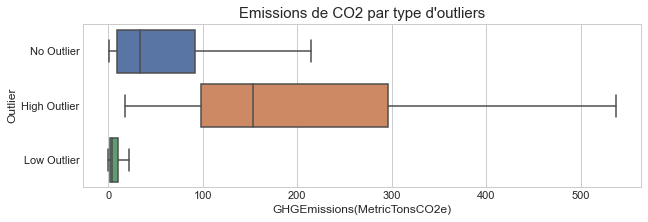 Emissions de CO2 par type d'outliers
Outlier
No Outlier
High Outlier
Low Outlier
0 100 200 300 400 500
GHGEmissions(MetricTonsCO2e)